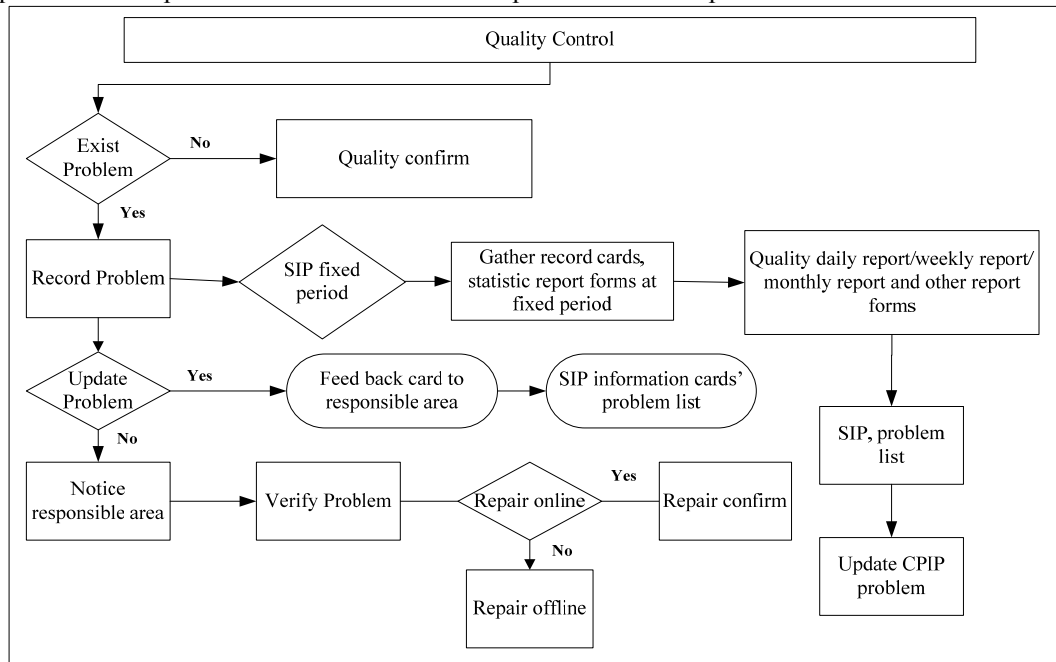 Quality Control
Exist
Problem
No
Quality confirm
Yes
Record Problem
SIP fixed
period
Gather record cards,
statistic report forms at
fixed period
Quality daily report/weekly report/
monthly report and other report
forms
Update
Problem
Yes
Feed back card to
responsible area
SIP information cards’
problem list
SIP, problem
list
No
Notice
responsible area
Verify Problem
Repair online
Yes
Repair confirm
No
Repair offline
Update CPIP
problem